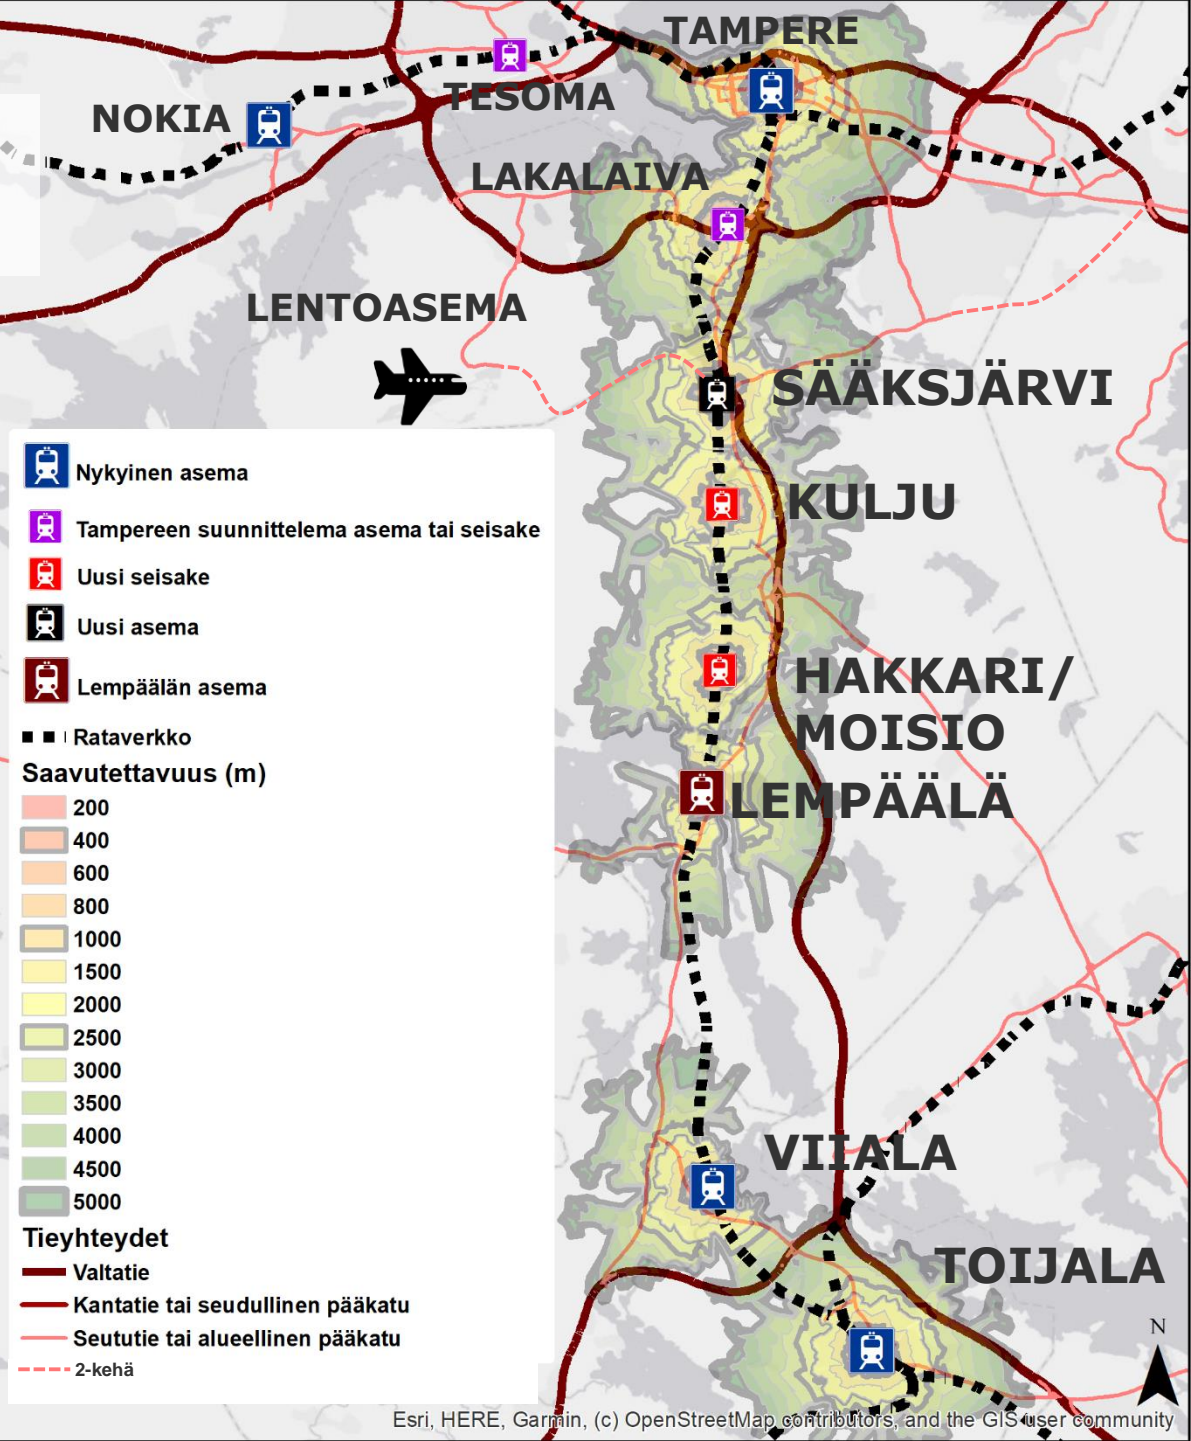 TAMPERE
TESOMA
NOKIA
LAKALAIVA
LENTOASEMA
SÄÄKSJÄRVI
KULJU
HAKKARI/
MOISIO
LEMPÄÄLÄ
VIIALA
TOIJALA
Nykyinen asema
Tampereen suunnittelema asema tai seisake
Uusi seisake
Uusi asema
Lempäälän asema
Rataverkko
Saavutettavuus (m)
200
400
600
800
1000
1500
2000
2500
3000
3500
4000
4500
5000
Tieyhteydet
Valtatie
Kantatie tai seudullinen pääkatu
Seututie tai alueellinen pääkatu
2-kehä
N
Esri, HERE, Garmin, (c) OpenStreetMap contributors, and the GIS user community